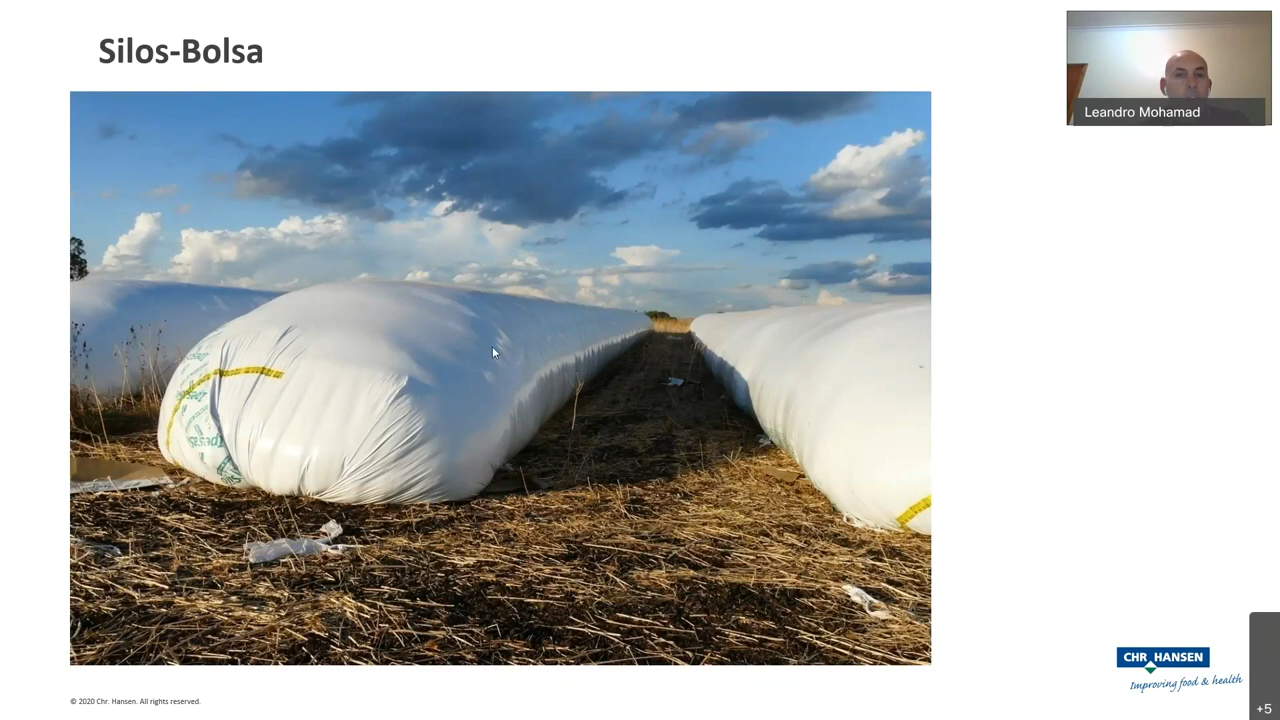 Silos-Bolsa
Leandro Mohamad
CHR HANSEN
Improving food & health
© 2020 Chr. Hansen. All rights reserved.
+5